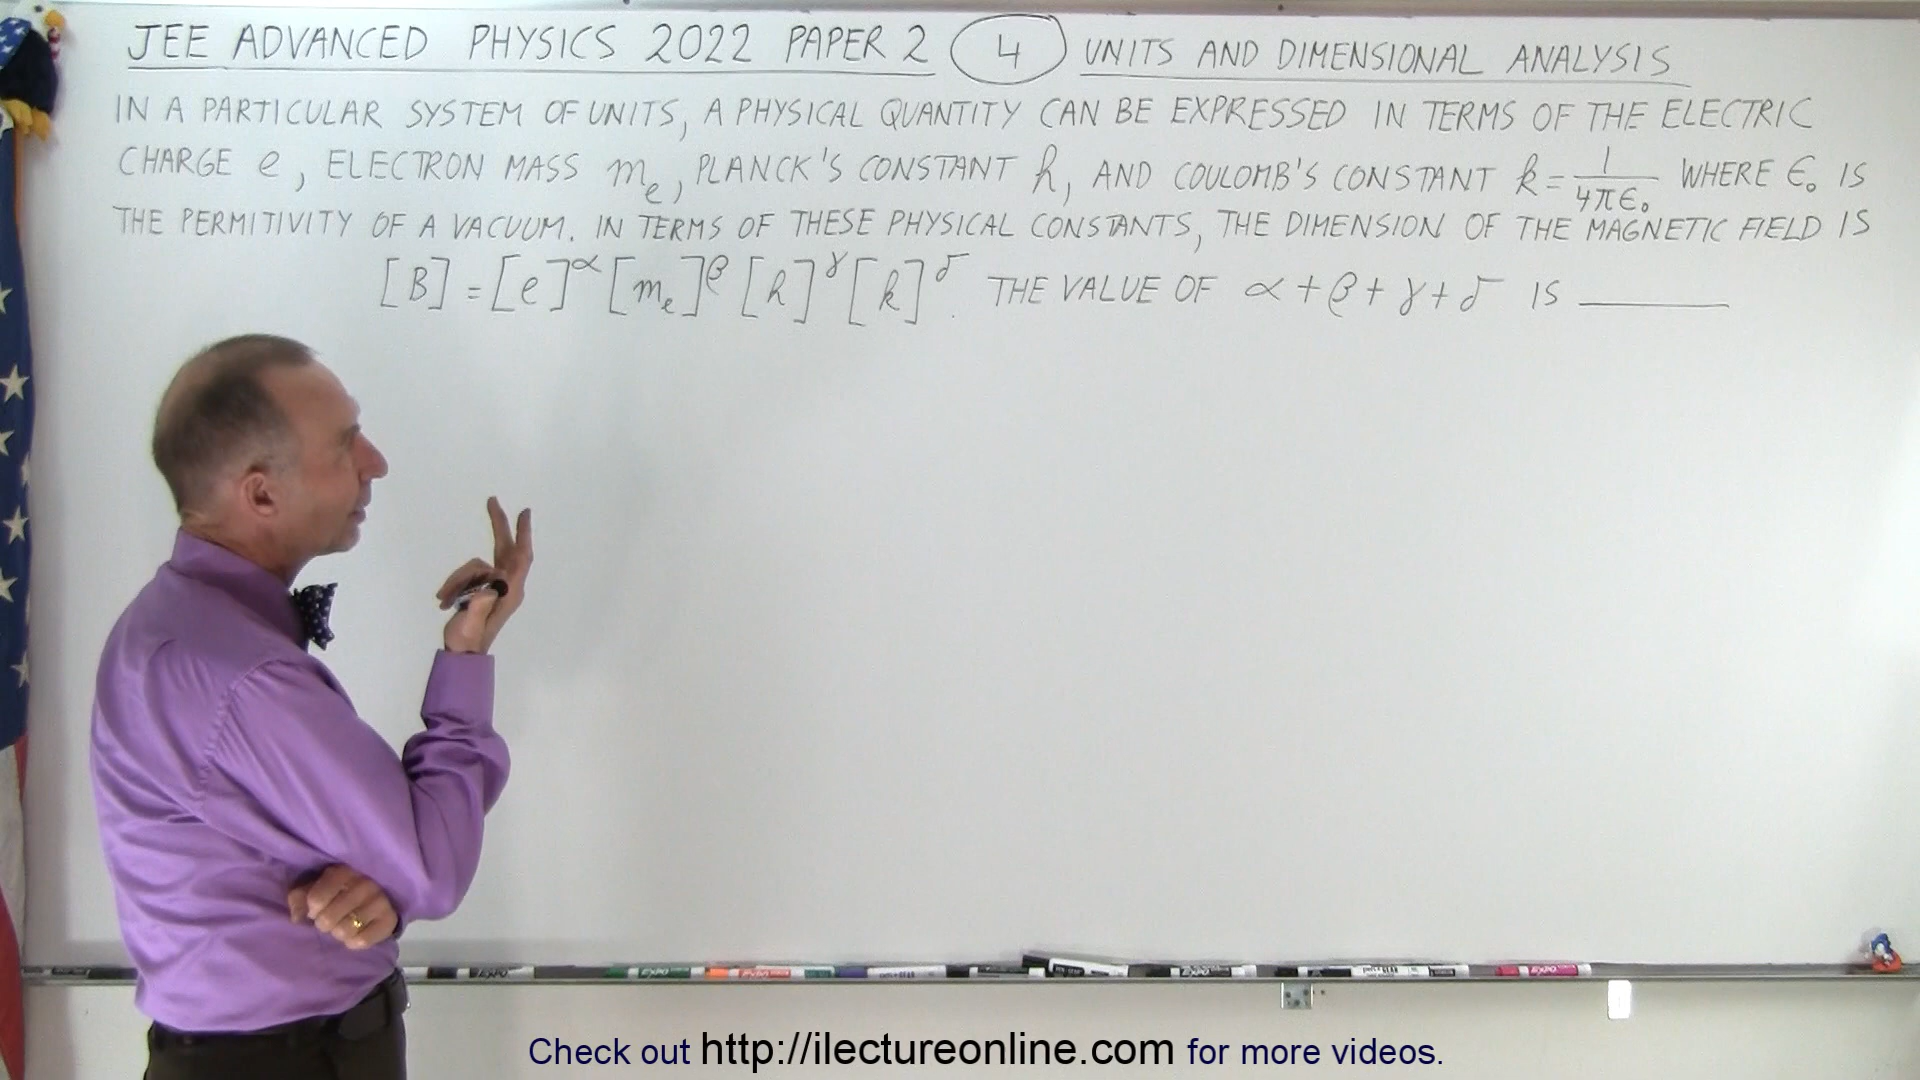 JEE ADVANCED PHYSICS 2022 PAPER 2 4 UNITS AND DIMENSIONAL ANALYSIS
IN A PARTICULAR SYSTEM OF UNITS, A PHYSICAL QUANTITY CAN BE EXPRESSED IN TERMS OF THE ELECTRIC
CHARGE e, ELECTRON MASS mₑ, PLANCK'S CONSTANT h, AND COULOMB'S CONSTANT k = 1/4πϵ₀ WHERE ϵ₀ IS
THE PERMITIVITY OF A VACUUM. IN TERMS OF THESE PHYSICAL CONSTANTS, THE DIMENSION OF THE MAGNETIC FIELD IS
[B] = [e]^α [mₑ]^β [h]^γ [k]^δ. THE VALUE OF α + β + γ + δ IS ______
Check out http://ilectureonline.com for more videos.